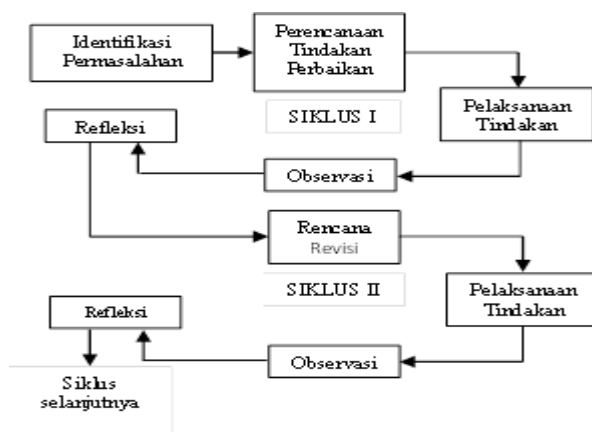 Identifikasi
Permasalahan
Perencanaan
Tindakan
Perbaikan
SIKLUS I
Pelaksanaan
Tindakan
Observasi
Refleksi
Rencana
Revisi
SIKLUS II
Pelaksanaan
Tindakan
Observasi
Refleksi
Siklus
selanjutnya